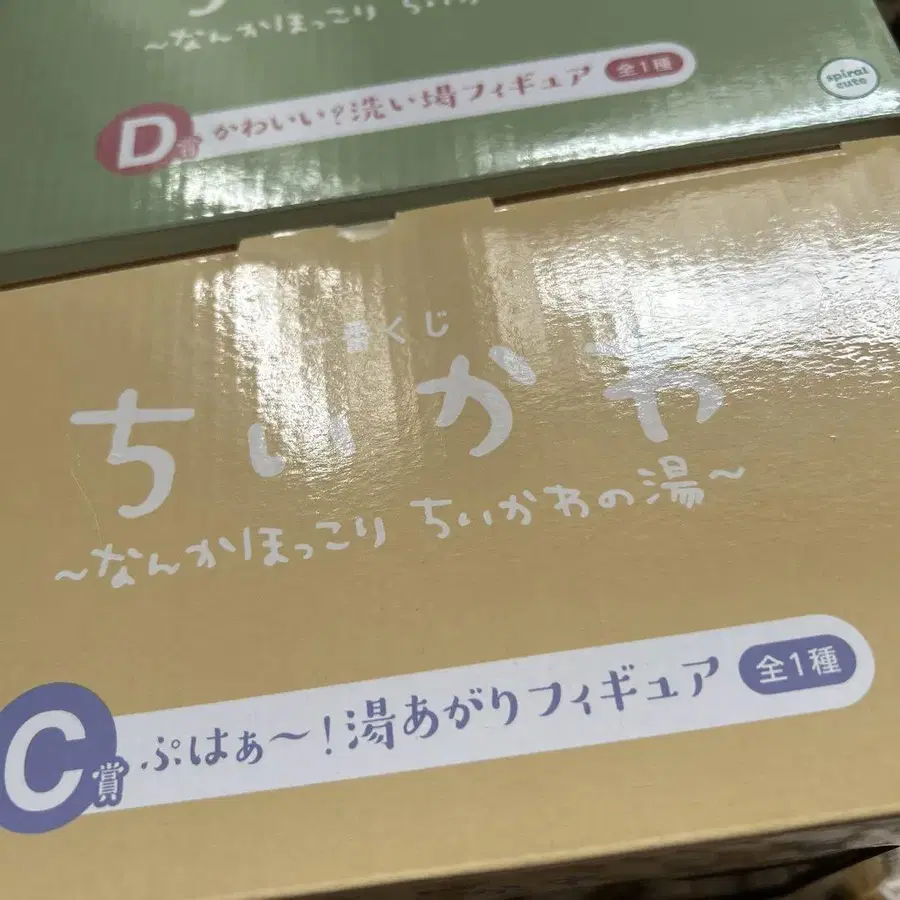 ~なんかほっこり ちいか
D賞 かわいい?洗い場フィギュア 全1種
spiral cute
一番くじ
ちいかわ
~なんかほっこり ちいかわの湯~
C賞 ぷはぁ~!湯あがりフィギュア 全1種